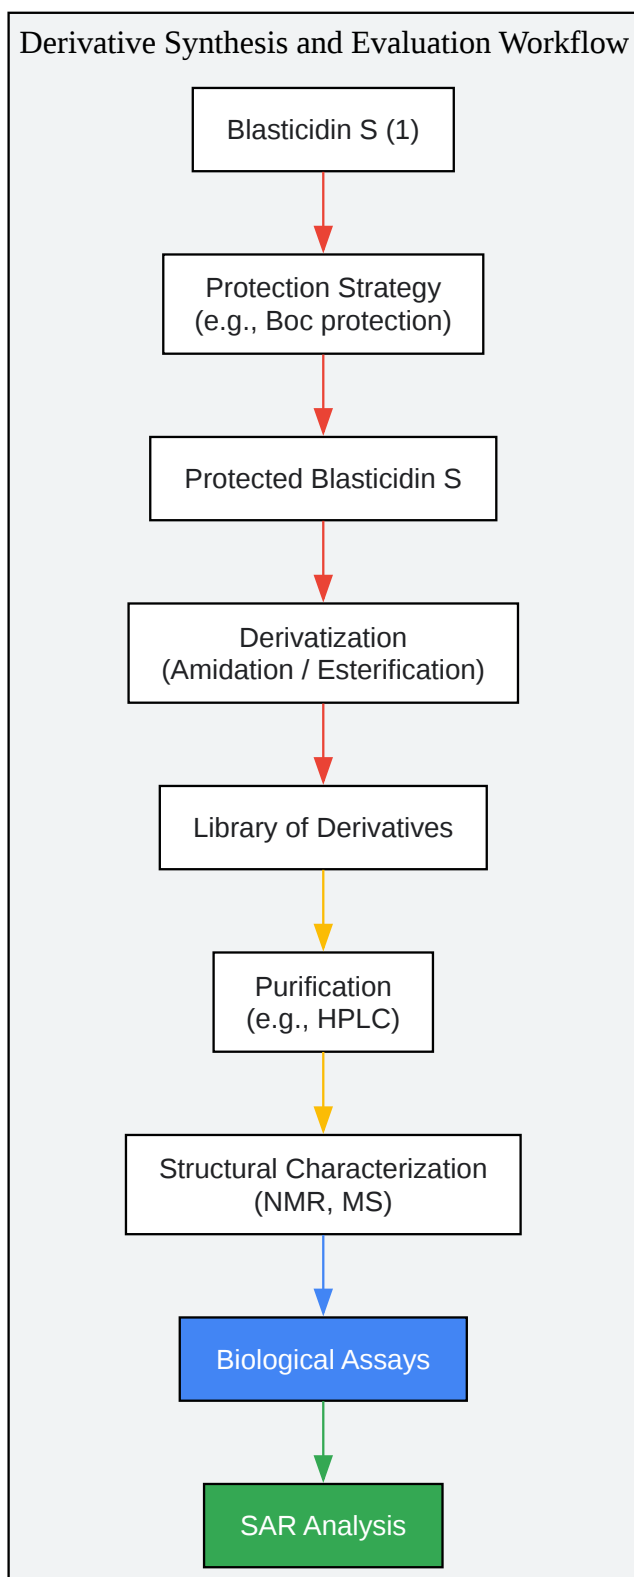 Derivative Synthesis and Evaluation Workflow
Blasticidin S (1)
Protection Strategy
(e.g., Boc protection)
Protected Blasticidin S
Derivatization
(Amidation / Esterification)
Library of Derivatives
Purification
(e.g., HPLC)
Structural Characterization
(NMR, MS)
Biological Assays
SAR Analysis